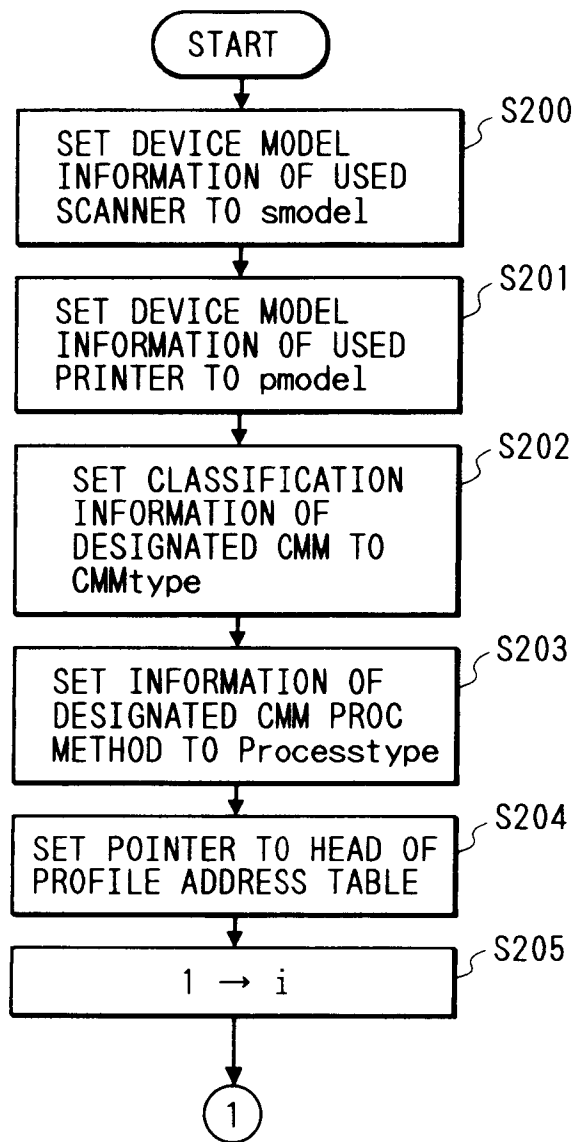 START
S200
SET DEVICE MODEL
INFORMATION OF USED
SCANNER TO smodel
S201
SET DEVICE MODEL
INFORMATION OF USED
PRINTER TO pmodel
S202
SET CLASSIFICATION
INFORMATION OF
DESIGNATED CMM TO
CMMtype
S203
SET INFORMATION OF
DESIGNATED CMM PROC
METHOD TO Processtype
S204
SET POINTER TO HEAD OF
PROFILE ADDRESS TABLE
S205
1 → i
1